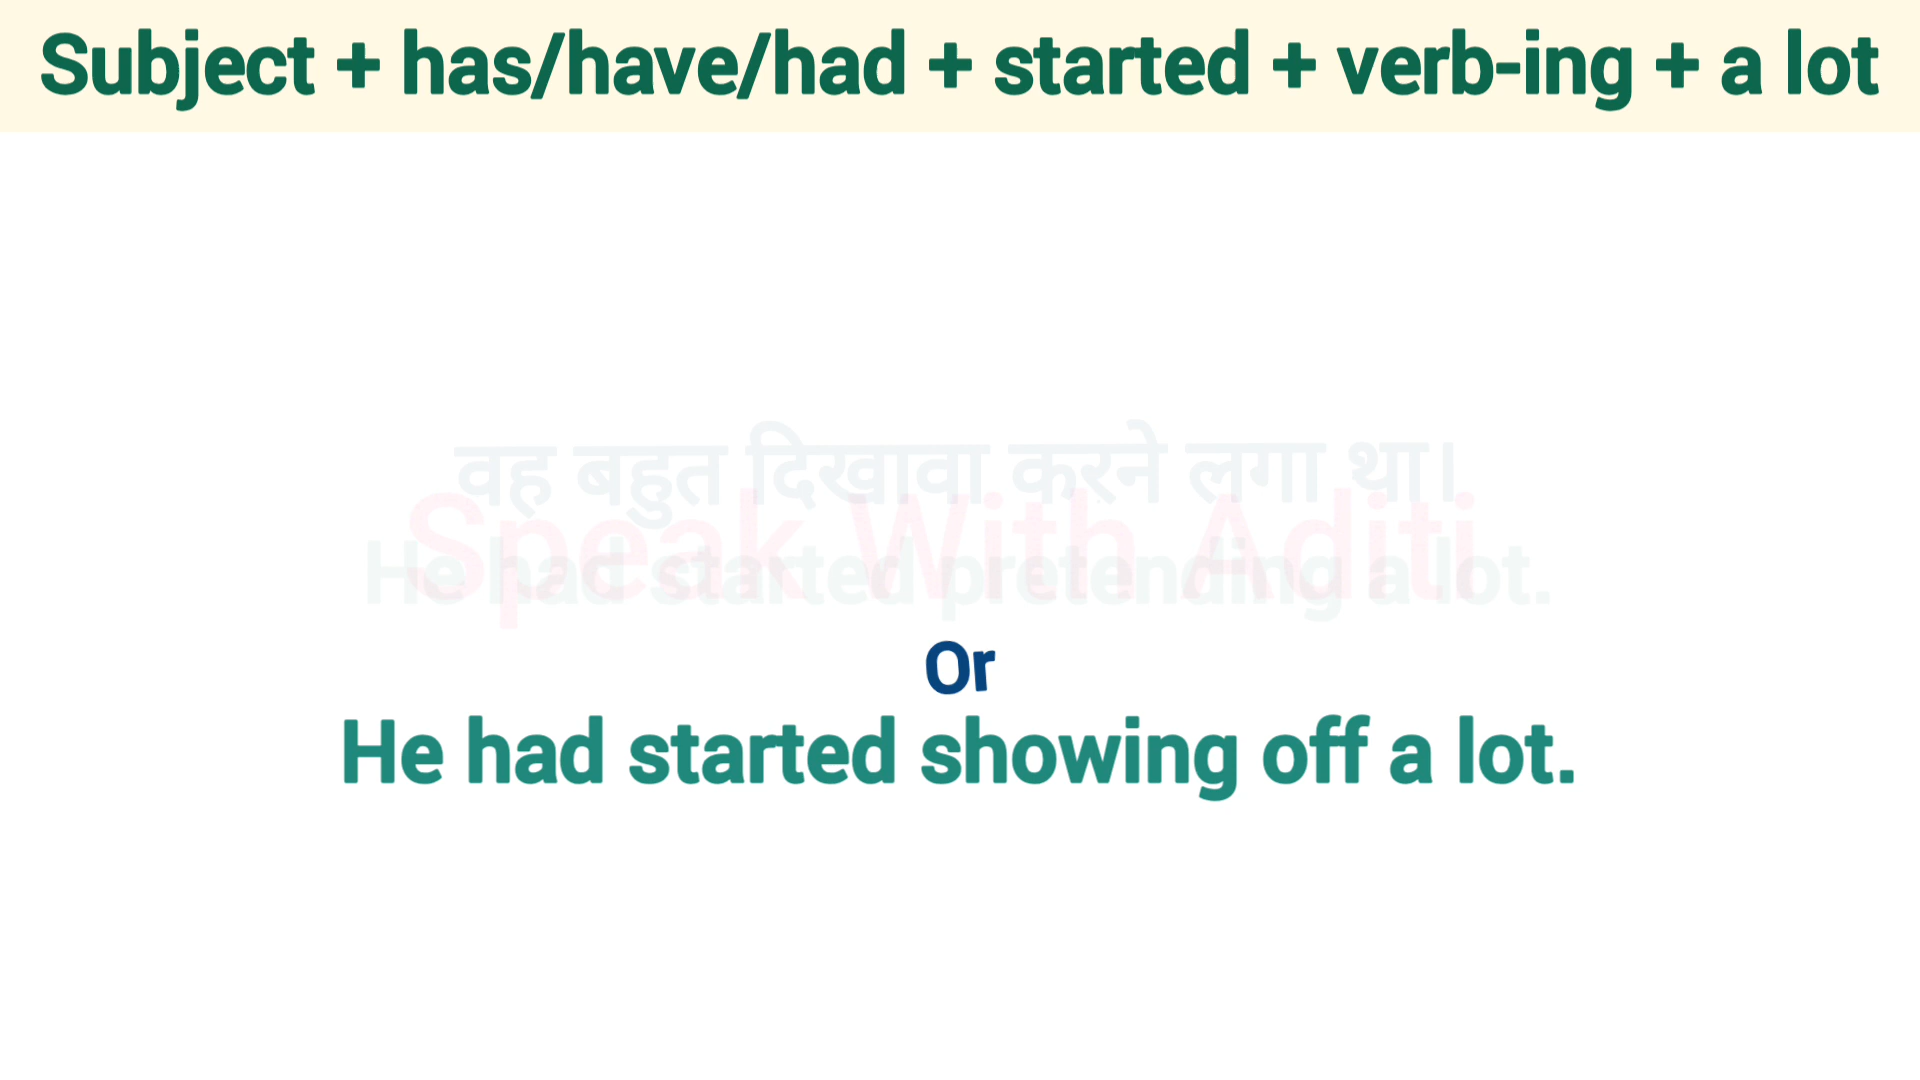 Subject + has/have/had + started + verb-ing + a lot
वह बहुत दिखावा करने लगा था।
Speak With Aditi
He had started pretending a lot.
Or
He had started showing off a lot.